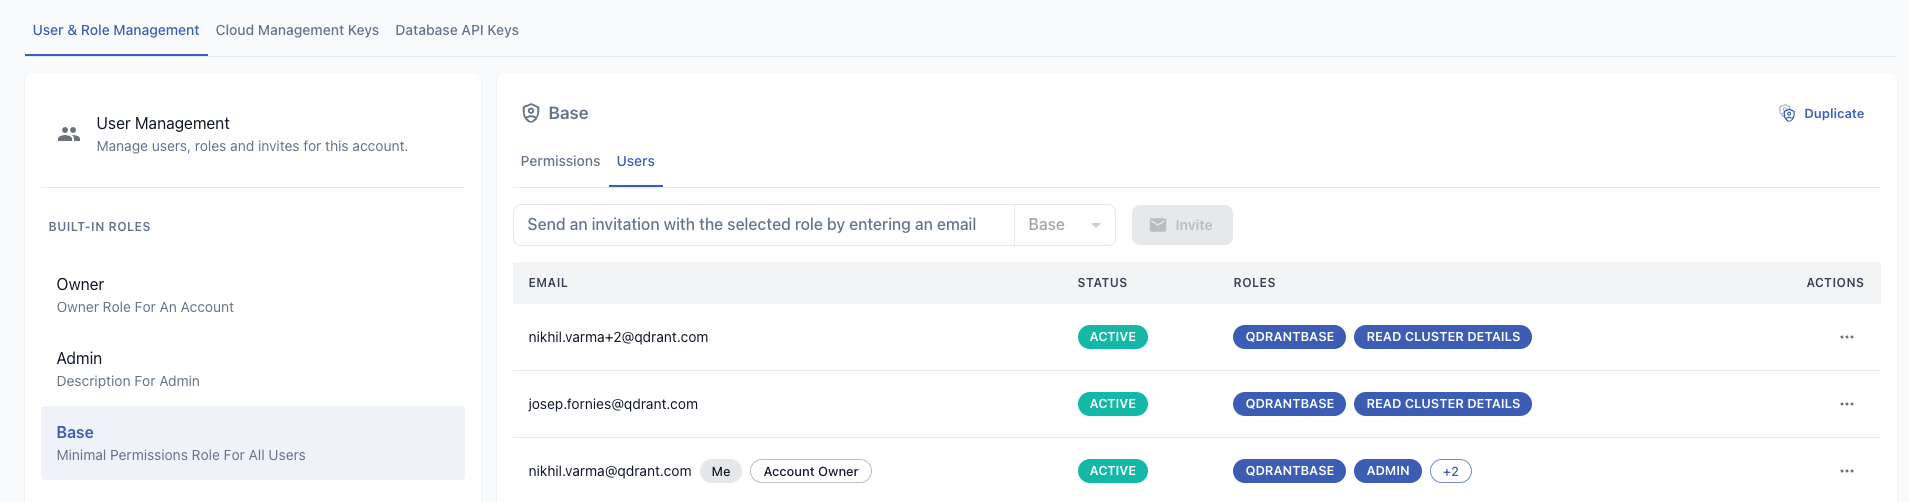 User & Role Management Cloud Management Keys Database API Keys
User Management
Manage users, roles and invites for this account.
BUILT-IN ROLES
Owner
Owner Role For An Account
Admin
Description For Admin
Base
Minimal Permissions Role For All Users
Base
Duplicate
Permissions Users
Send an invitation with the selected role by entering an email Base Invite
EMAIL STATUS ROLES ACTIONS
nikhil.varma+2@qdrant.com ACTIVE QDRANTBASE READ CLUSTER DETAILS
josep.fornies@qdrant.com ACTIVE QDRANTBASE READ CLUSTER DETAILS
nikhil.varma@qdrant.com Me Account Owner ACTIVE QDRANTBASE ADMIN +2